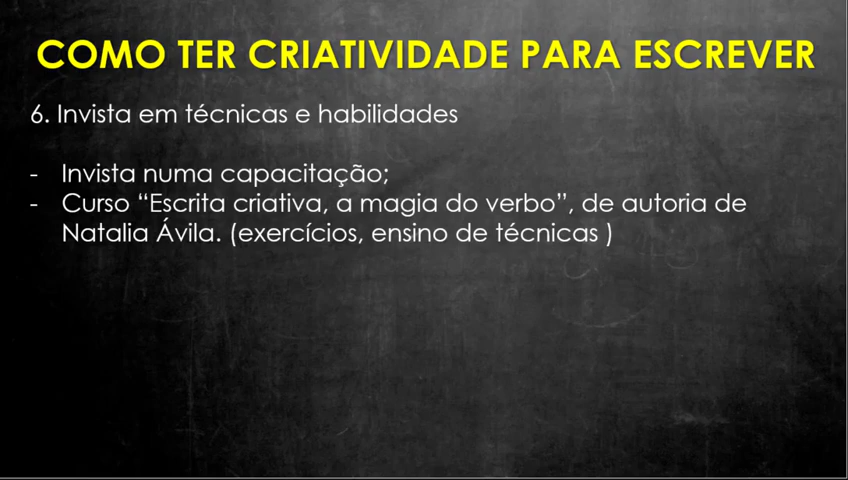 COMO TER CRIATIVIDADE PARA ESCREVER
6. Invista em técnicas e habilidades
- Invista numa capacitação;
- Curso “Escrita criativa, a magia do verbo”, de autoria de
Natalia Ávila. (exercícios, ensino de técnicas )